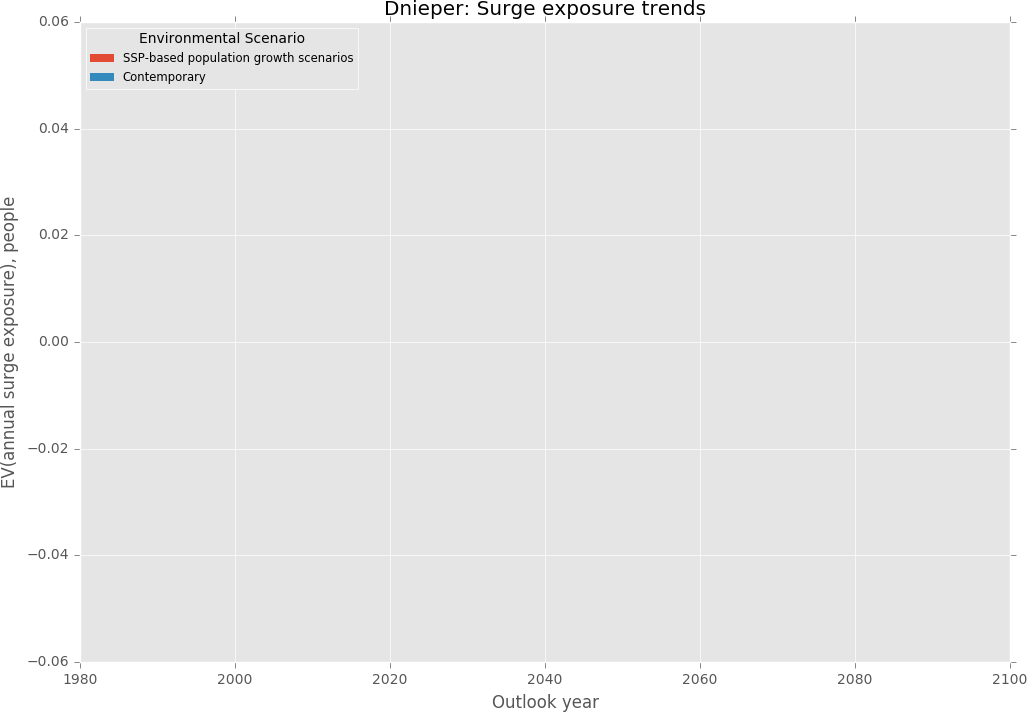 Dnieper: Surge exposure trends
Environmental Scenario
SSP-based population growth scenarios
Contemporary
EV(annual surge exposure), people
0.06
0.04
0.02
0.00
−0.02
−0.04
−0.06
1980 2000 2020 2040 2060 2080 2100
Outlook year